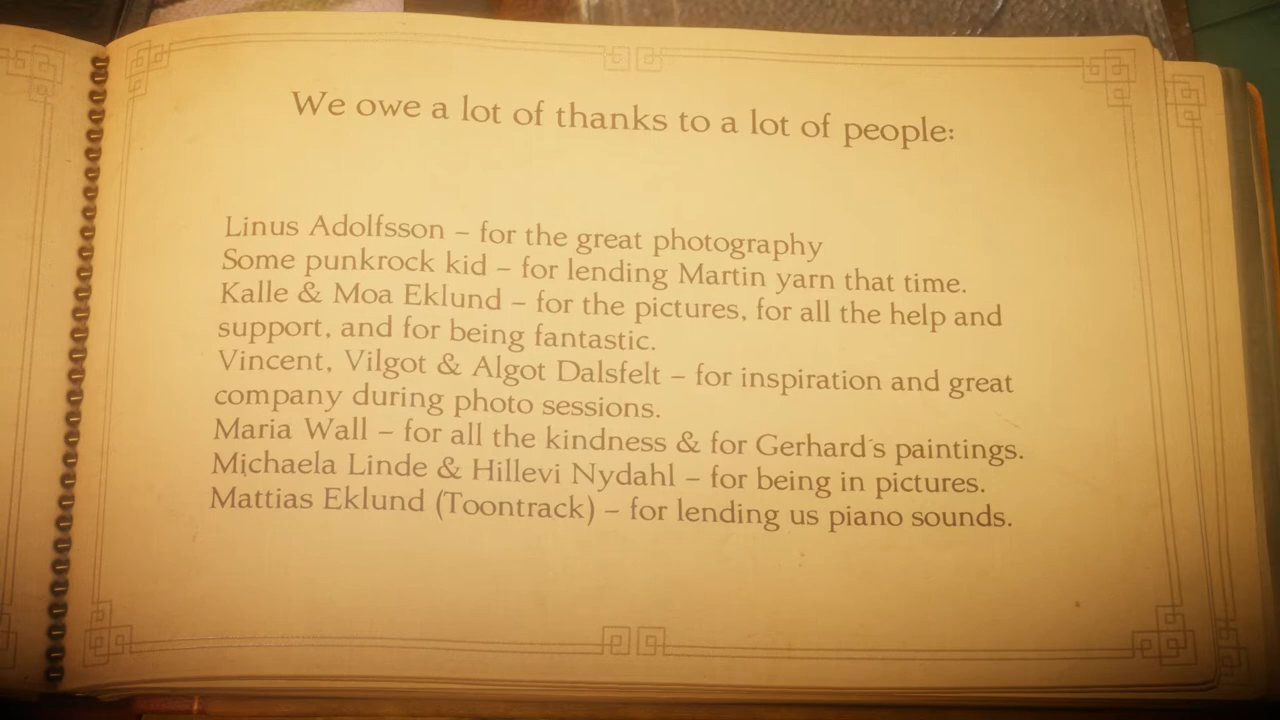 We owe a lot of thanks to a lot of people:
Linus Adolfsson – for the great photography
Some punkrock kid – for lending Martin yarn that time.
Kalle & Moa Eklund – for the pictures, for all the help and
support, and for being fantastic.
Vincent, Vilgot & Algot Dalsfelt – for inspiration and great
company during photo sessions.
Maria Wall – for all the kindness & for Gerhard´s paintings.
Michaela Linde & Hillevi Nydahl – for being in pictures.
Mattias Eklund (Toontrack) – for lending us piano sounds.